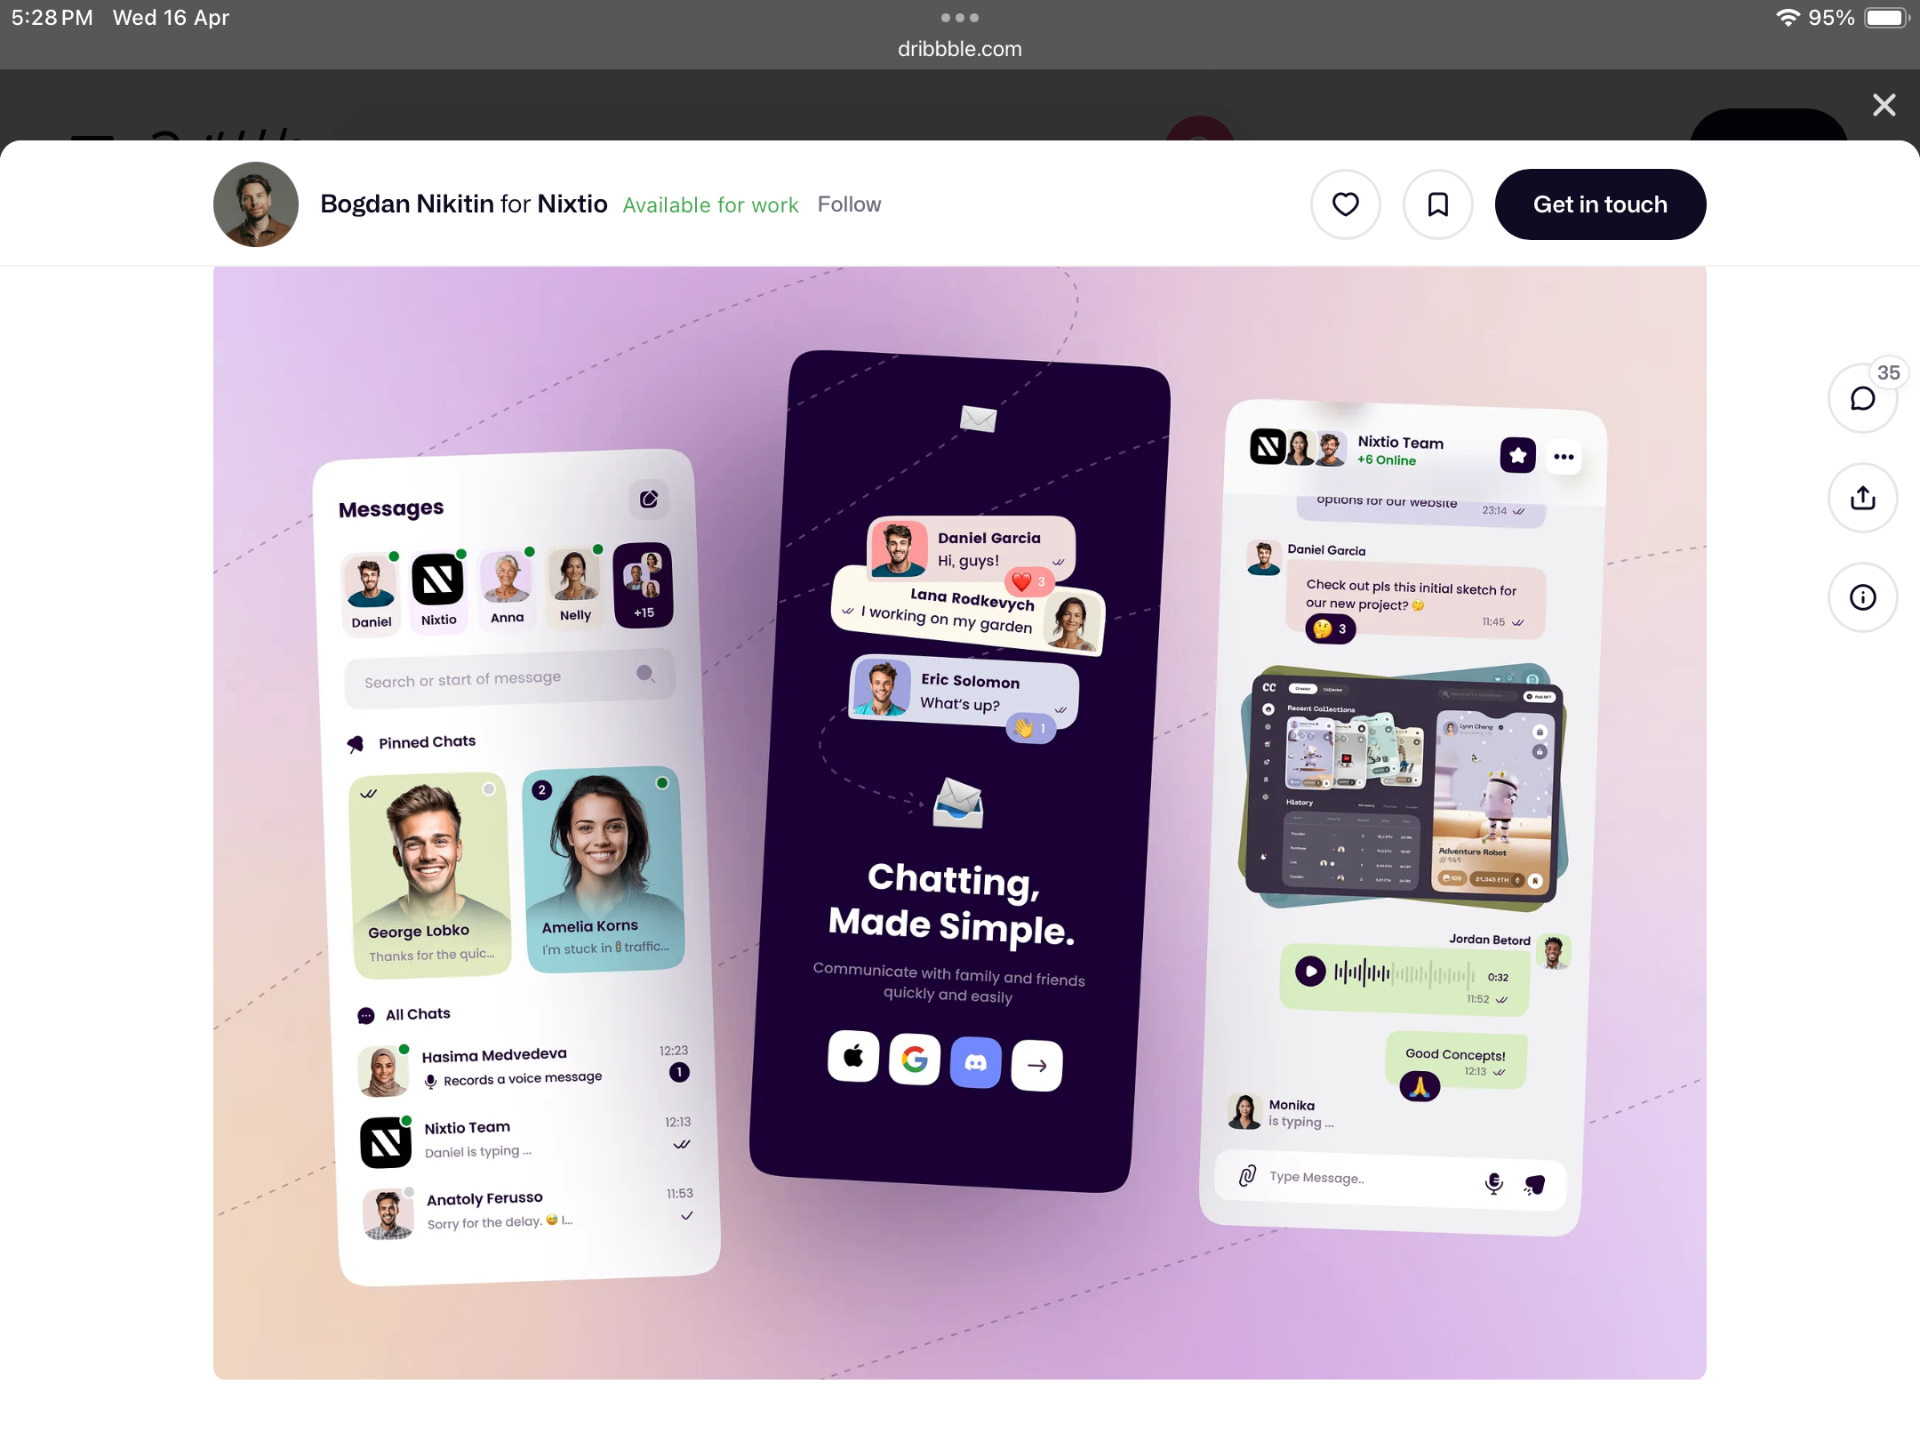 5:28 PM Wed 16 Apr
95%
dribbble.com
Bogdan Nikitin for Nixtio Available for work Follow
Get in touch
35
Messages
Daniel
Nixtio
Anna
Nelly
+15
Search or start of message
Pinned Chats
2
George Lobko
Thanks for the quic...
Amelia Korns
I'm stuck in🚦traffic...
All Chats
Hasima Medvedeva
12:23
Records a voice message
1
Nixtio Team
12:13
Daniel is typing ...
Anatoly Ferusso
11:53
Sorry for the delay. 😅 I...
Daniel Garcia
Hi, guys!
❤️ 3
Lana Rodkevych
I working on my garden
Eric Solomon
What's up?
👋 1
Chatting,
Made Simple.
Communicate with family and friends
quickly and easily
Nixtio Team
+6 Online
options for our website
23:14
Daniel Garcia
Check out pls this initial sketch for
our new project? 🤔
11:45
🤔 3
CC
Creator
Collector
Recent Collections
Lynn Chang
History
Adventure Robot
Jordan Betord
0:32
11:52
Good Concepts!
12:13
🙏
Monika
is typing ...
Type Message..